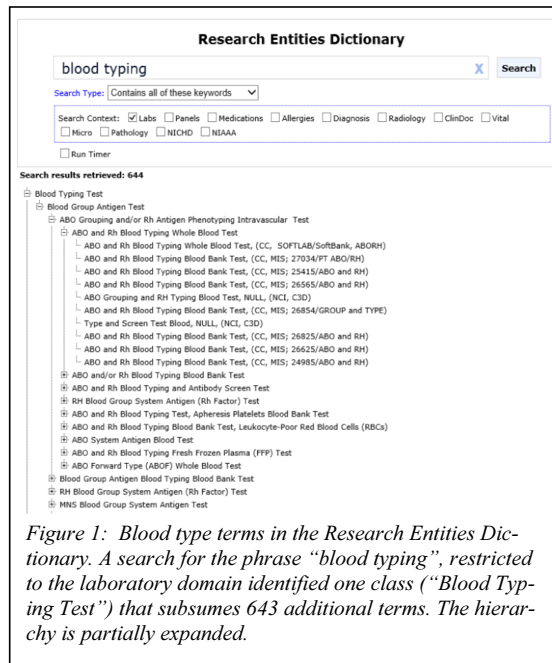 Research Entities Dictionary
blood typing X Search
Search Type: Contains all of these keywords
Search Context: Labs Panels Medications Allergies Diagnosis Radiology ClinDoc Vital
Micro Pathology NICHD NIAAA
Run Timer
Search results retrieved: 644
Blood Typing Test
Blood Group Antigen Test
ABO Grouping and/or Rh Antigen Phenotyping Intravascular Test
ABO and Rh Blood Typing Whole Blood Test
ABO and Rh Blood Typing Whole Blood Test, (CC, SOFTLAB/SoftBank, ABORH)
ABO and Rh Blood Typing Blood Bank Test, (CC, MIS; 27034/PT ABO/RH)
ABO and Rh Blood Typing Blood Bank Test, (CC, MIS; 25415/ABO and RH)
ABO and Rh Blood Typing Blood Bank Test, (CC, MIS; 26565/ABO and RH)
ABO Grouping and RH Typing Blood Test, NULL, (NCI, C3D)
ABO and Rh Blood Typing Blood Bank Test, (CC, MIS; 26854/GROUP and TYPE)
Type and Screen Test Blood, NULL, (NCI, C3D)
ABO and Rh Blood Typing Blood Bank Test, (CC, MIS; 26825/ABO and RH)
ABO and Rh Blood Typing Blood Bank Test, (CC, MIS; 26625/ABO and RH)
ABO and Rh Blood Typing Blood Bank Test, (CC, MIS; 24985/ABO and RH)
ABO and/or Rh Blood Typing Blood Bank Test
ABO and Rh Blood Typing and Antibody Screen Test
RH Blood Group System Antigen (Rh Factor) Test
ABO and Rh Blood Typing Test, Apheresis Platelets Blood Bank Test
ABO System Antigen Blood Test
ABO and Rh Blood Typing Blood Bank Test, Leukocyte-Poor Red Blood Cells (RBCs)
ABO and Rh Blood Typing Fresh Frozen Plasma (FFP) Test
ABO Forward Type (ABOF) Whole Blood Test
Blood Group Antigen Blood Typing Blood Bank Test
RH Blood Group System Antigen (Rh Factor) Test
MNS Blood Group System Antigen Test
Figure 1: Blood type terms in the Research Entities Dic-
tionary. A search for the phrase “blood typing”, restricted
to the laboratory domain identified one class (“Blood Typ-
ing Test”) that subsumes 643 additional terms. The hierar-
chy is partially expanded.